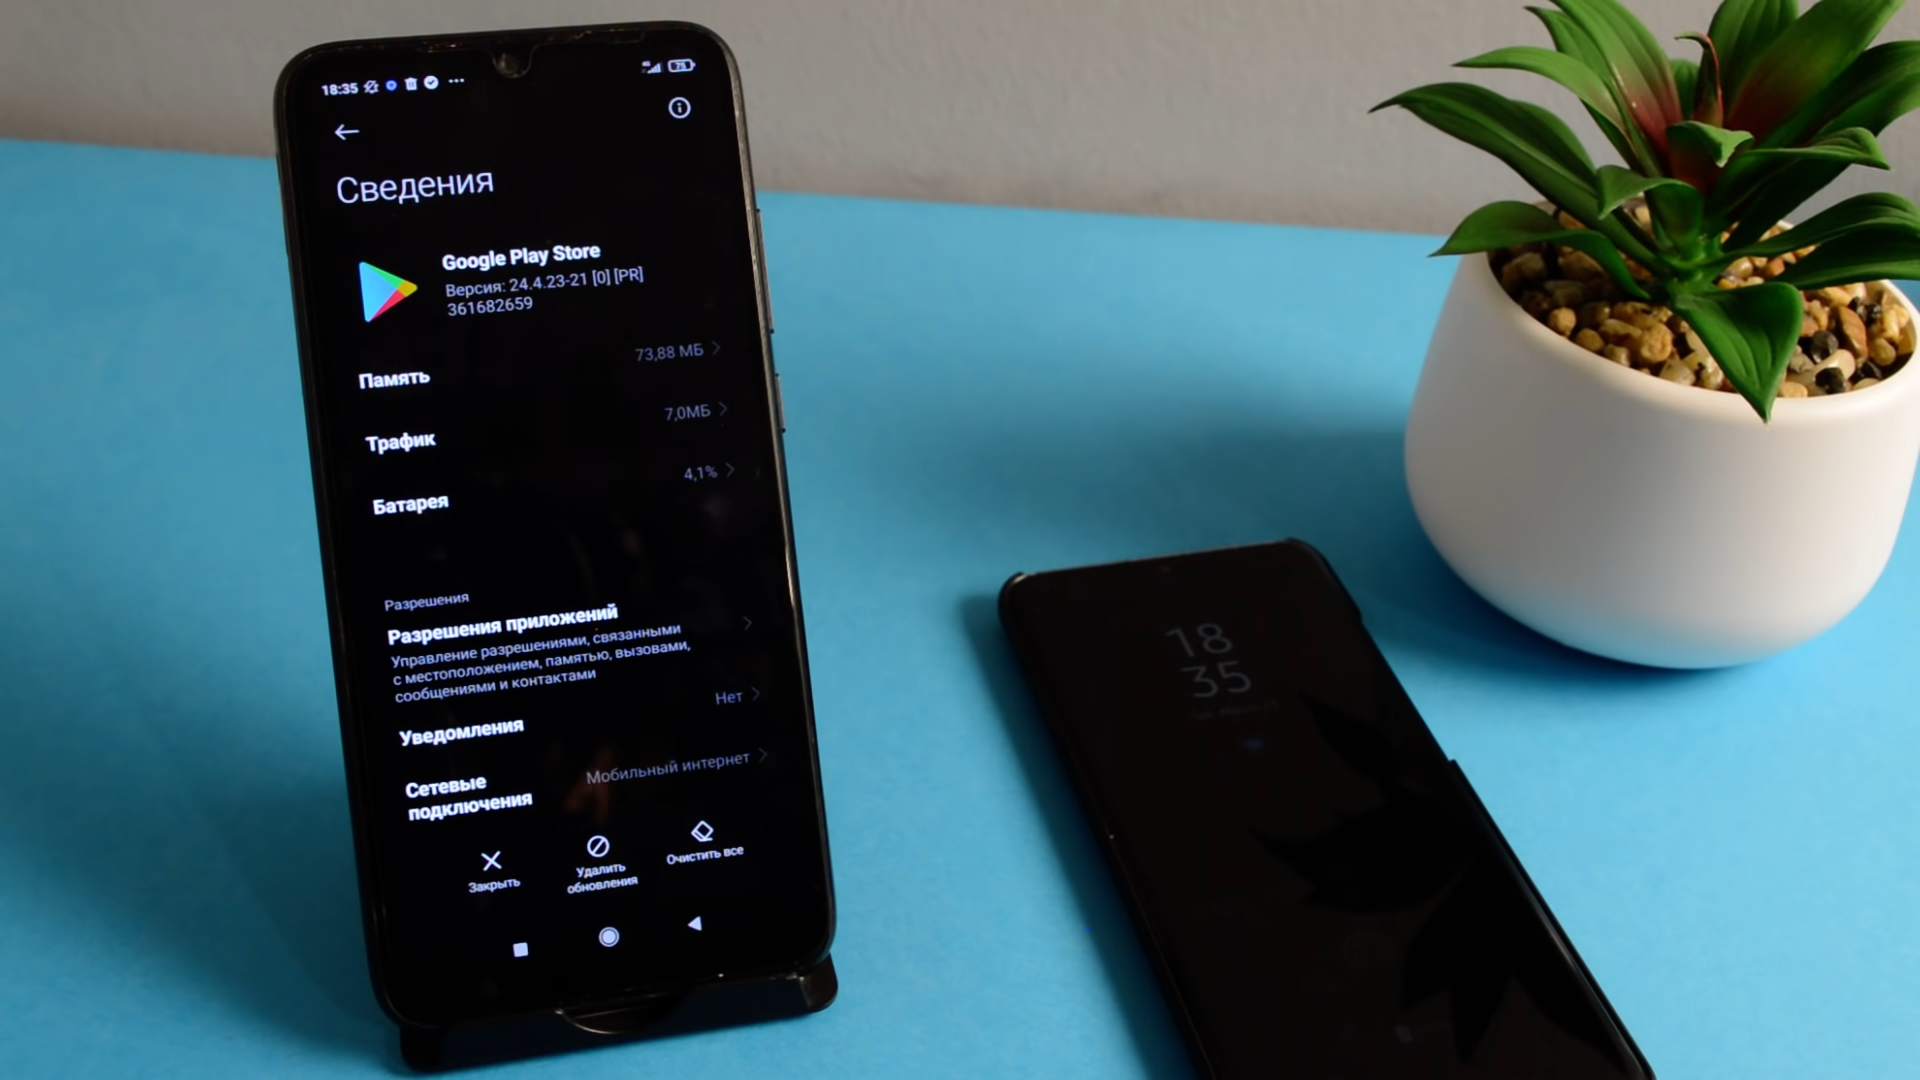 18:35
4G
75
Сведения
Google Play Store
Версия: 24.4.23-21 [0] [PR]
361682659
Память
73,88 МБ
Трафик
7,0МБ
Батарея
4,1%
Разрешения
Разрешения приложений
Управление разрешениями, связанными
с местоположением, памятью, вызовами,
сообщениями и контактами
Уведомления
Нет
Сетевые
подключения
Мобильный интернет
Закрыть
Удалить
обновления
Очистить все
18
35